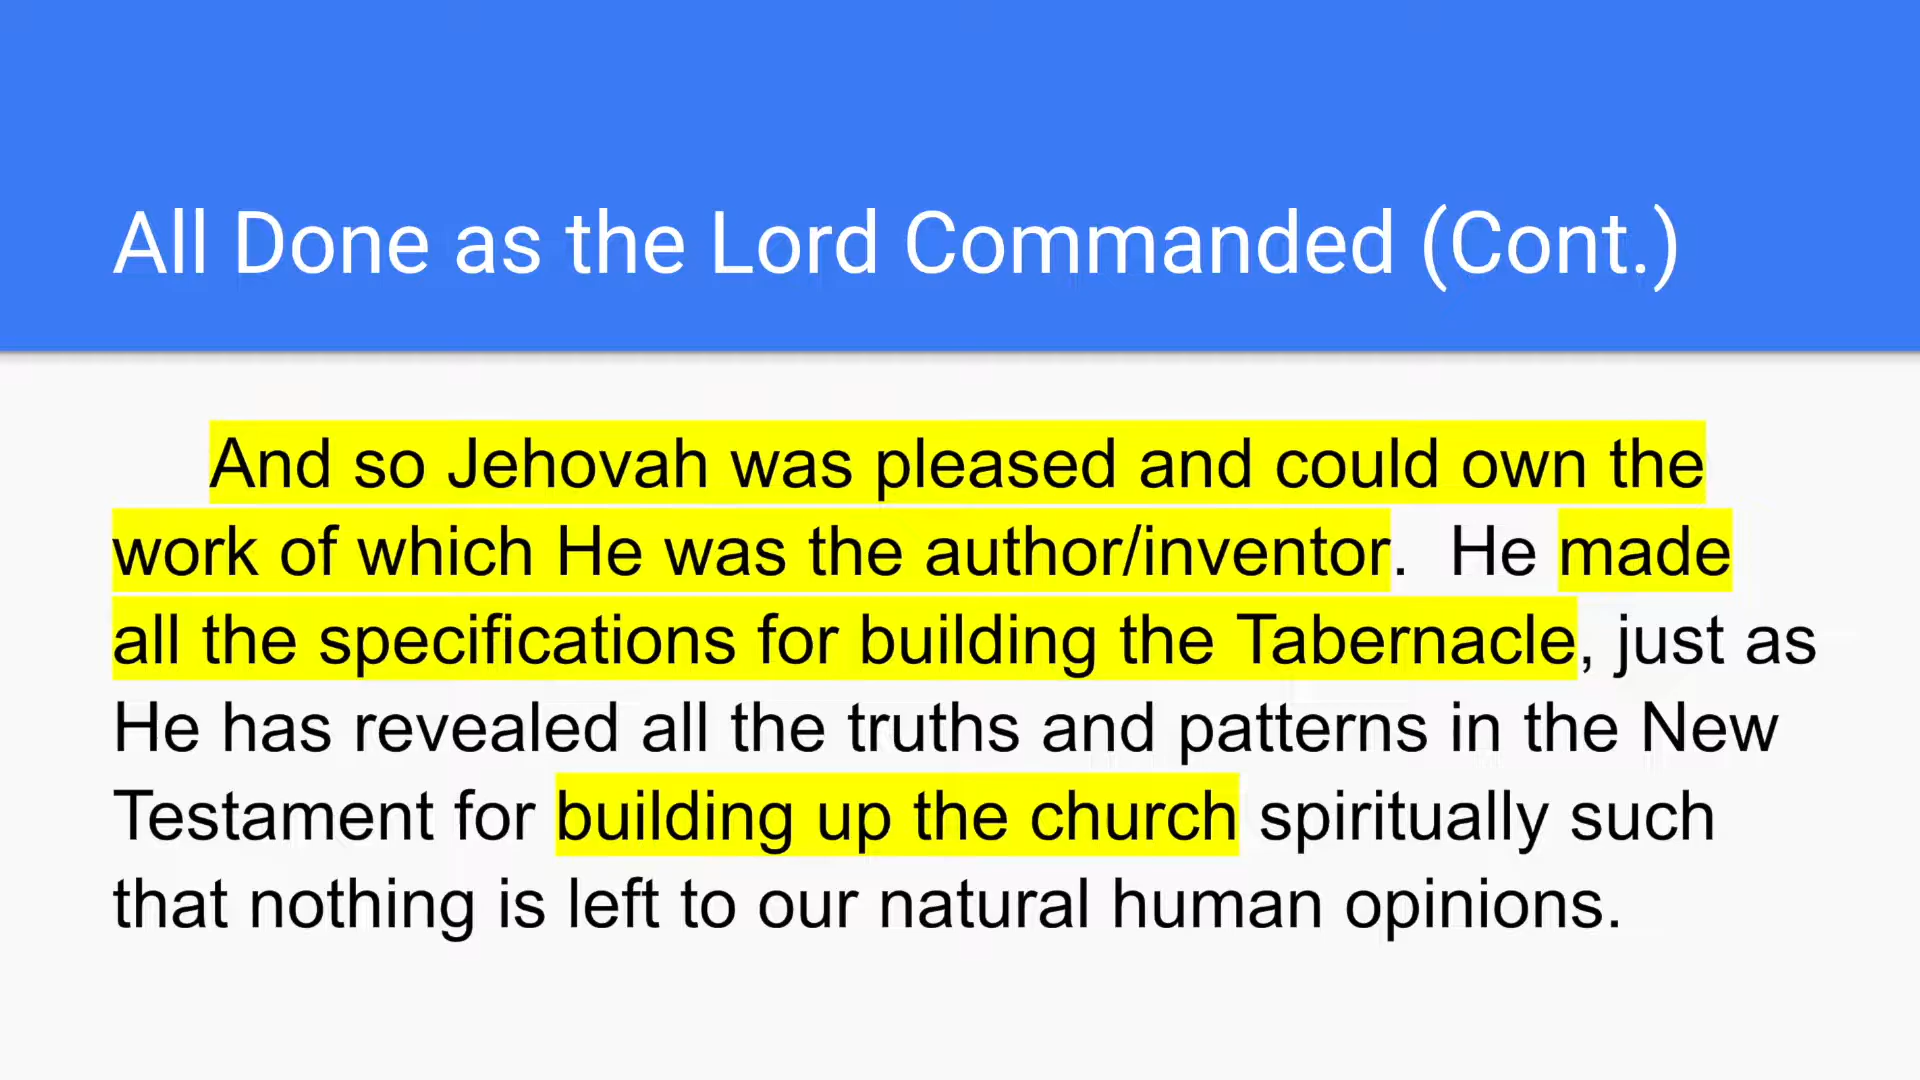 All Done as the Lord Commanded (Cont.)
And so Jehovah was pleased and could own the
work of which He was the author/inventor.  He made
all the specifications for building the Tabernacle, just as
He has revealed all the truths and patterns in the New
Testament for building up the church spiritually such
that nothing is left to our natural human opinions.